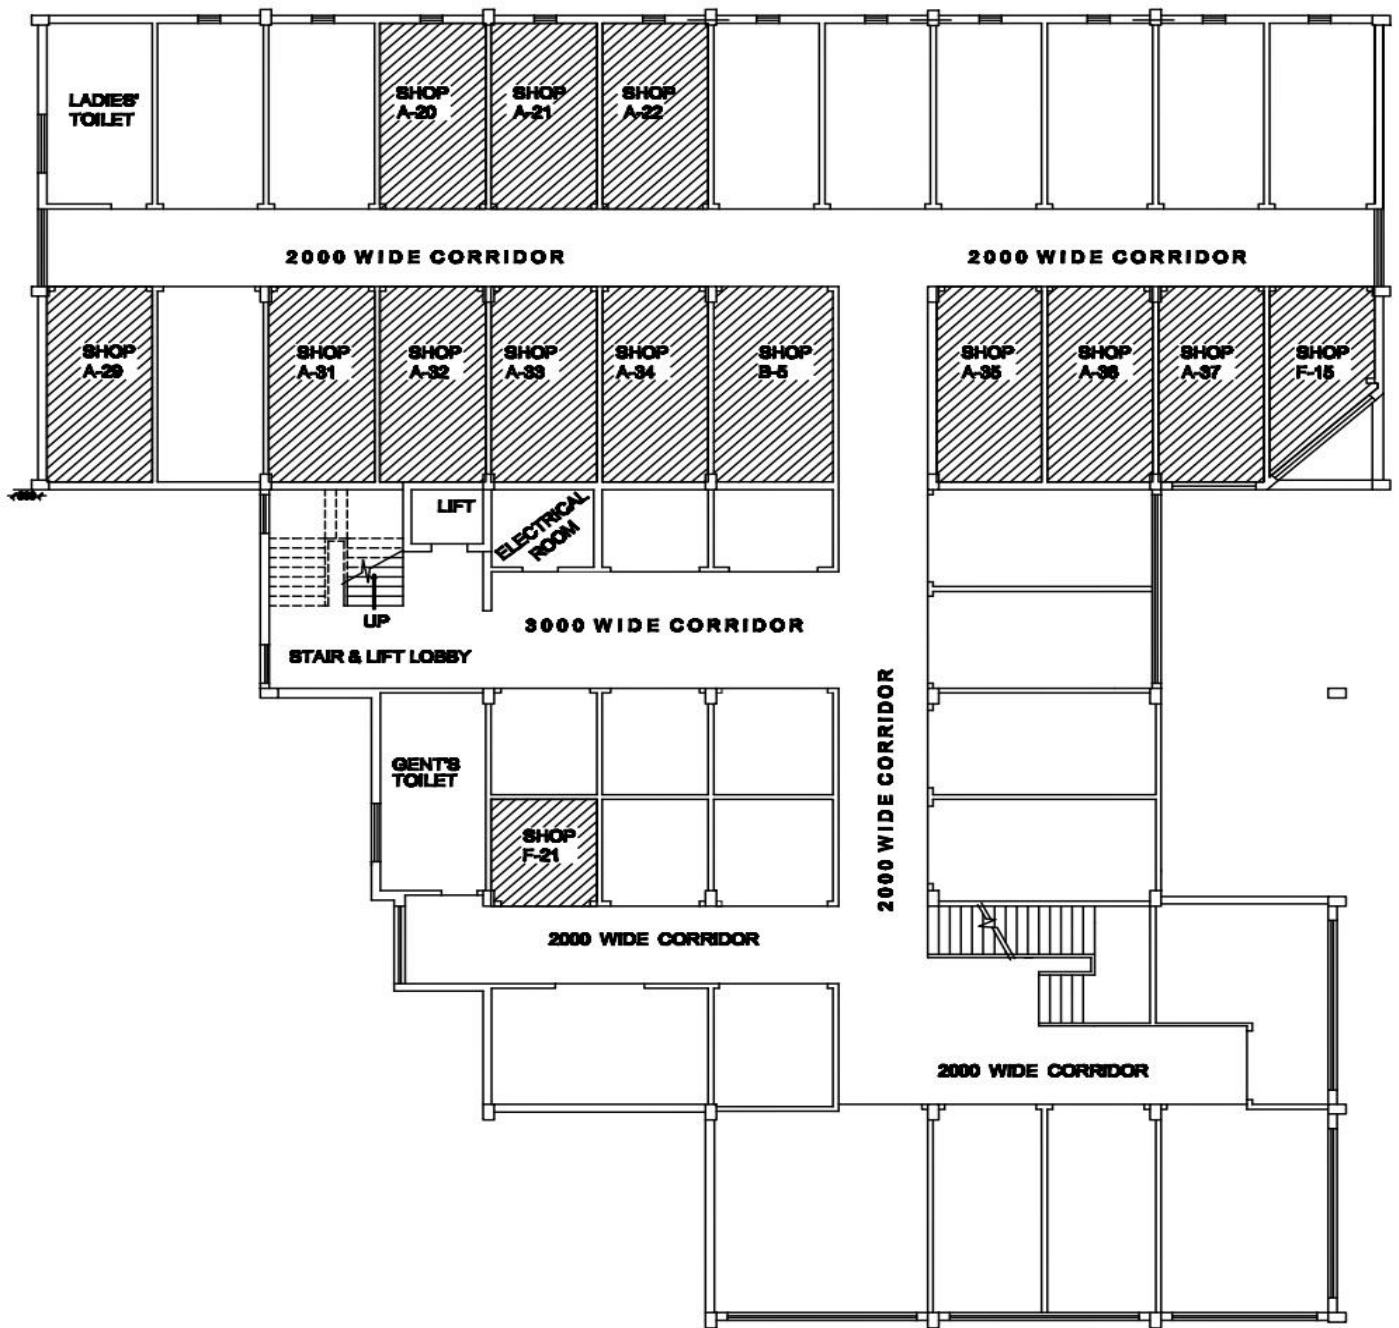 LADIES'
TOILET
SHOP
A-20
SHOP
A-21
SHOP
A-22
2000 WIDE CORRIDOR
2000 WIDE CORRIDOR
SHOP
A-29
SHOP
A-31
SHOP
A-32
SHOP
A-33
SHOP
A-34
SHOP
B-5
SHOP
A-35
SHOP
A-36
SHOP
A-37
SHOP
F-15
LIFT
ELECTRICAL
ROOM
UP
3000 WIDE CORRIDOR
STAIR & LIFT LOBBY
2000 WIDE CORRIDOR
GENT'S
TOILET
SHOP
F-21
2000 WIDE CORRIDOR
2000 WIDE CORRIDOR